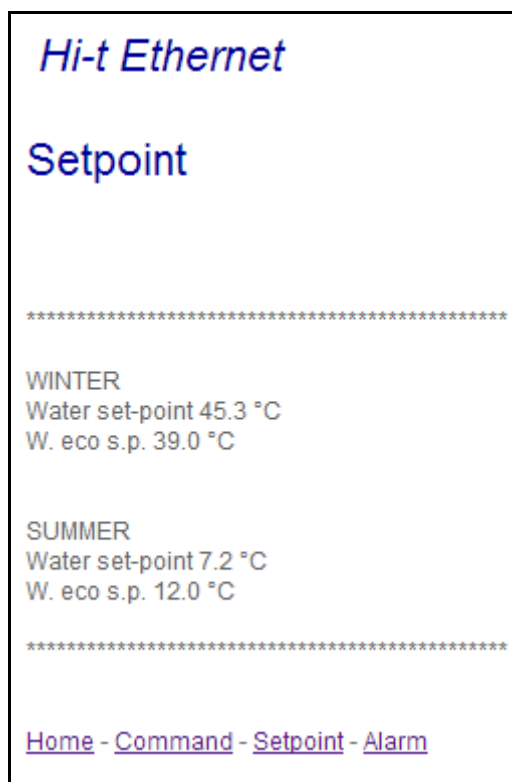 Hi-t Ethernet
Setpoint
************************************************
WINTER
Water set-point 45.3 °C
W. eco s.p. 39.0 °C
SUMMER
Water set-point 7.2 °C
W. eco s.p. 12.0 °C
************************************************
Home - Command - Setpoint - Alarm